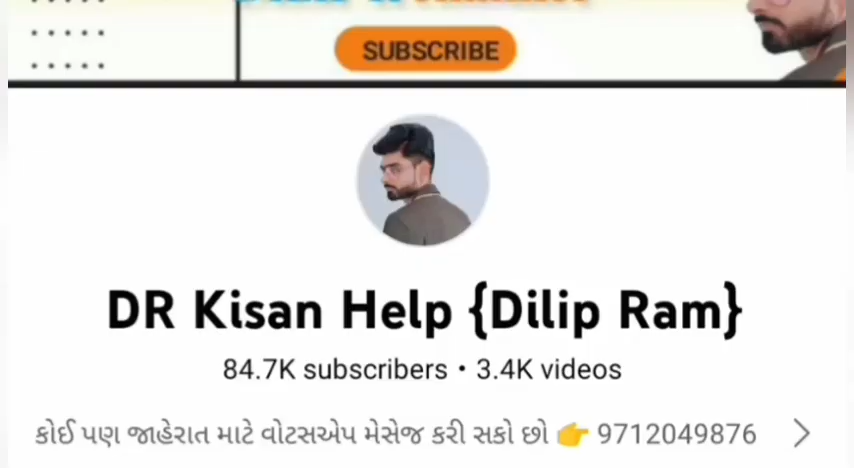 SUBSCRIBE
DR Kisan Help {Dilip Ram}
84.7K subscribers • 3.4K videos
કોઈ પણ જાહેરાત માટે વોટસએપ મેસેજ કરી સકો છો 👉 9712049876